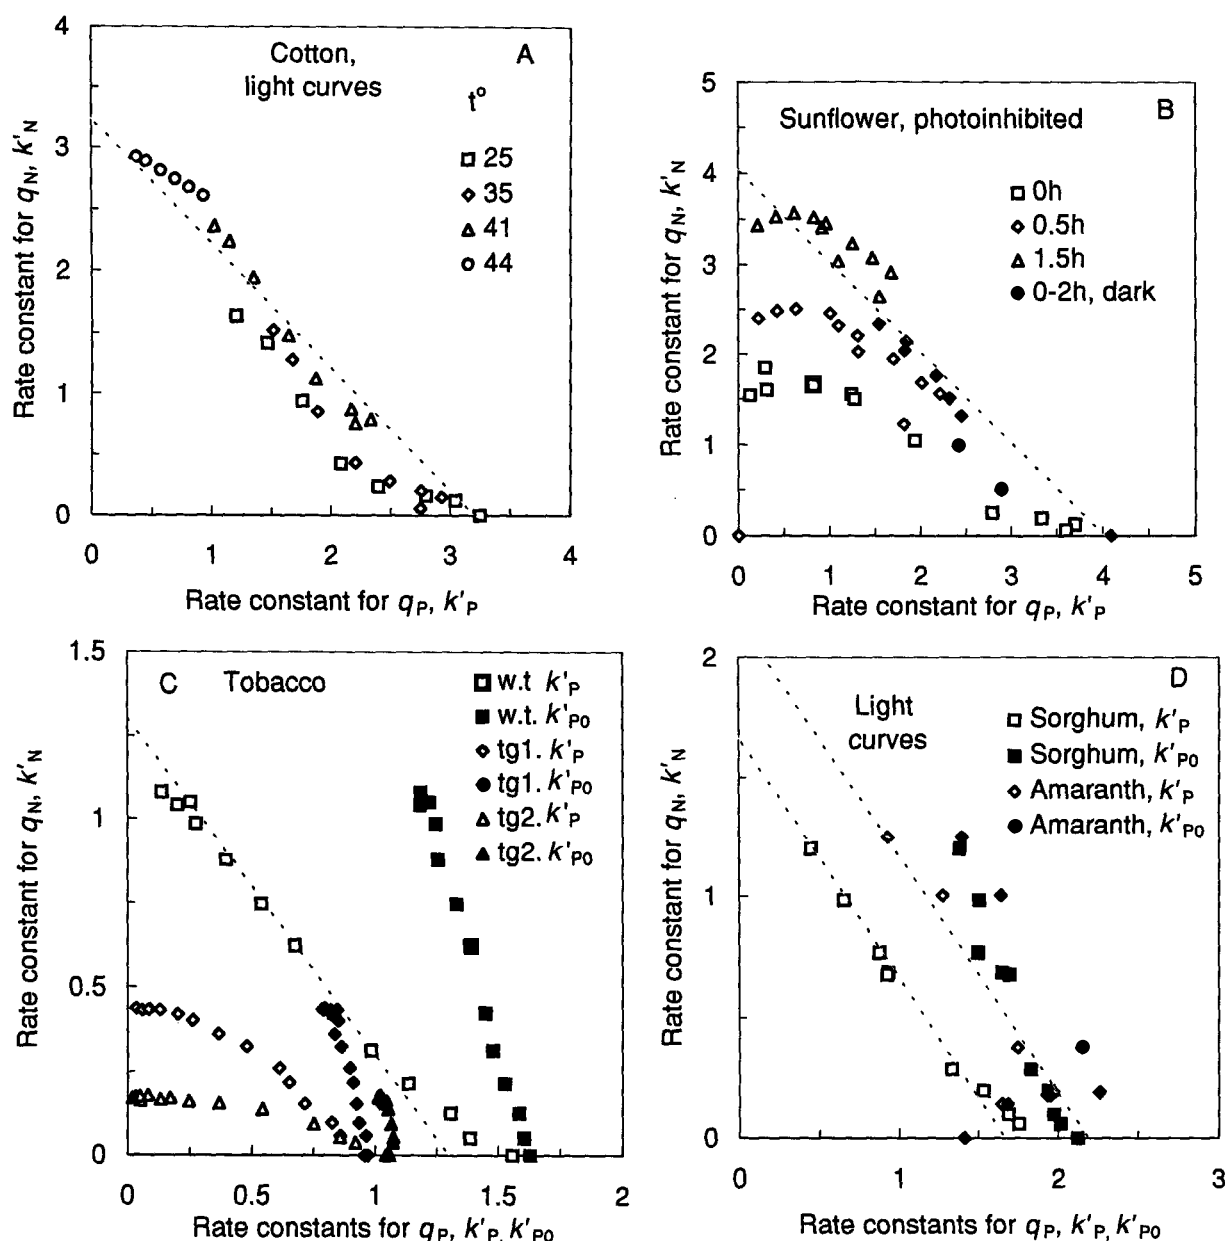 A
Cotton,
light curves
t°
25
35
41
44
4
3
2
1
0
0
1
2
3
4
Rate constant for qN, k'N
Rate constant for qP, k'P
B
Sunflower, photoinhibited
0h
0.5h
1.5h
0-2h, dark
5
4
3
2
1
0
0
1
2
3
4
5
Rate constant for qN, k'N
Rate constant for qP, k'P
C Tobacco
w.t k'P
w.t. k'P0
tg1. k'P
tg1. k'P0
tg2. k'P
tg2. k'P0
1.5
1
0.5
0
0
0.5
1
1.5
2
Rate constant for qN, k'N
Rate constants for qP, k'P, k'P0
D
Light
curves
Sorghum, k'P
Sorghum, k'P0
Amaranth, k'P
Amaranth, k'P0
2
1
0
0
1
2
3
Rate constant for qN, k'N
Rate constants for qP, k'P, k'P0